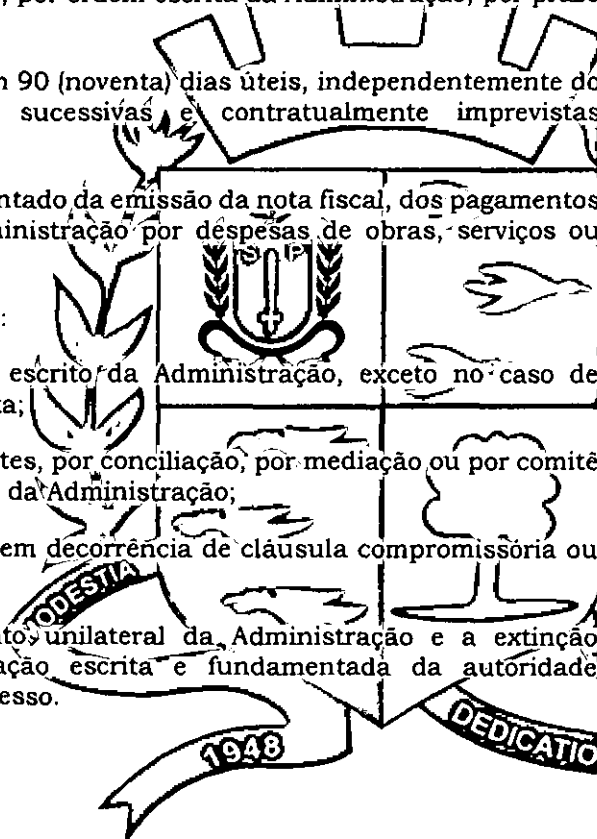 , por ordem escrita da Administração, por prazo
90 (noventa) dias úteis, independentemente do
sucessivas e contratualmente imprevistas
ntado da emissão da nota fiscal, dos pagamentos
ministração por despesas de obras, serviços ou
S P
:
escrito da Administração, exceto no caso de
ta;
tes, por conciliação, por mediação ou por comitê
da Administração;
em decorrência de cláusula compromissória ou
MODESTIA
nto unilateral da Administração e a extinção
ação escrita e fundamentada da autoridade
esso.
DEDICATIO
1948